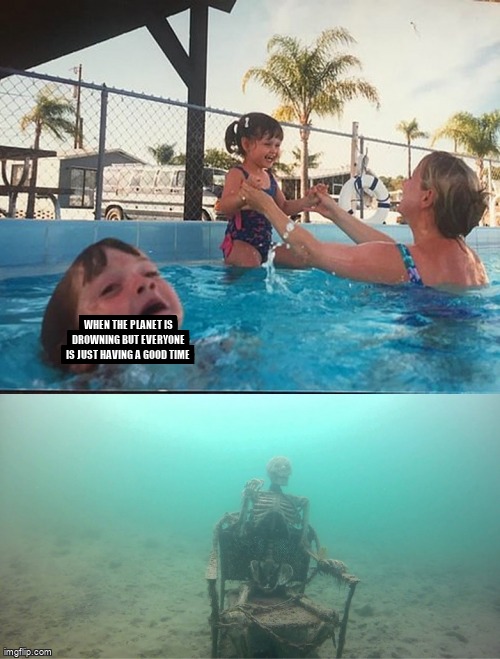 WHEN THE PLANET IS
DROWNING BUT EVERYONE
IS JUST HAVING A GOOD TIME
imgflip.com